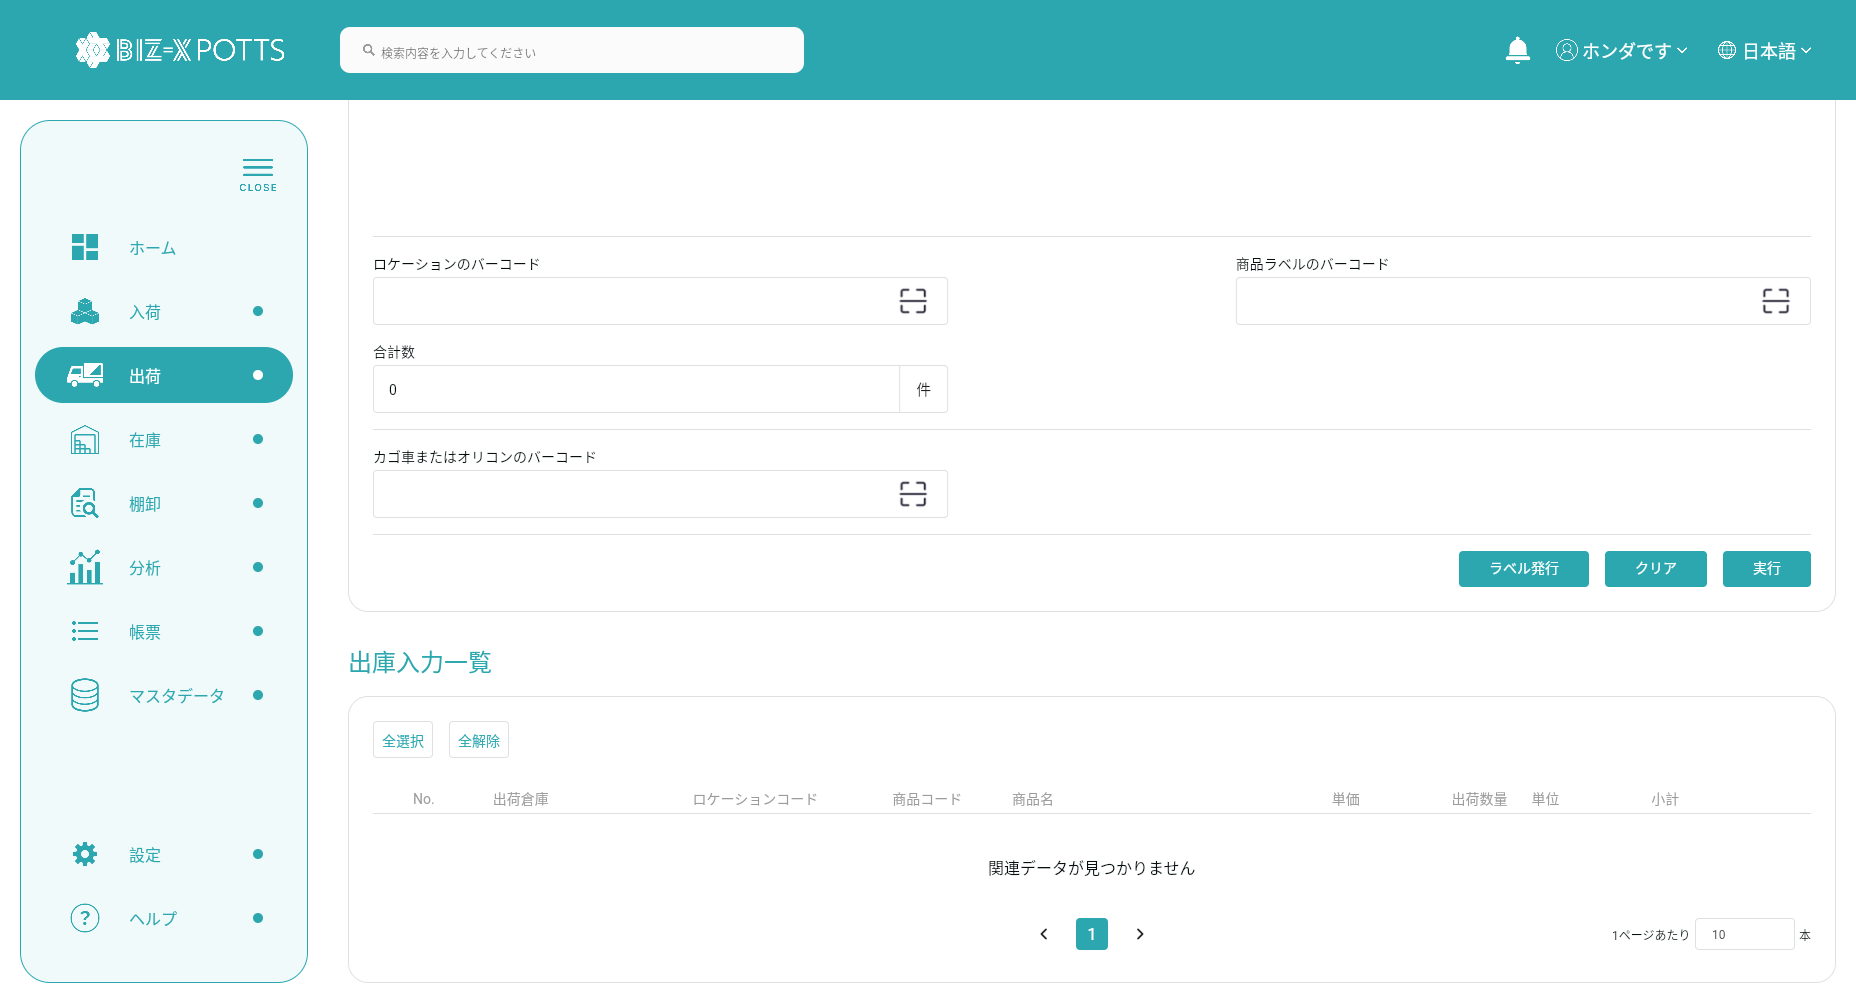 BIZ-X POTTS
検索内容を入力してください
ホンダです
日本語
CLOSE
ホーム
入荷
出荷
在庫
棚卸
分析
帳票
マスタデータ
設定
ヘルプ
ロケーションのバーコード
商品ラベルのバーコード
合計数
0 件
カゴ車またはオリコンのバーコード
ラベル発行 クリア 実行
出庫入力一覧
全選択 全解除
No. 出荷倉庫 ロケーションコード 商品コード 商品名 単価 出荷数量 単位 小計
関連データが見つかりません
1
1ページあたり 10 本